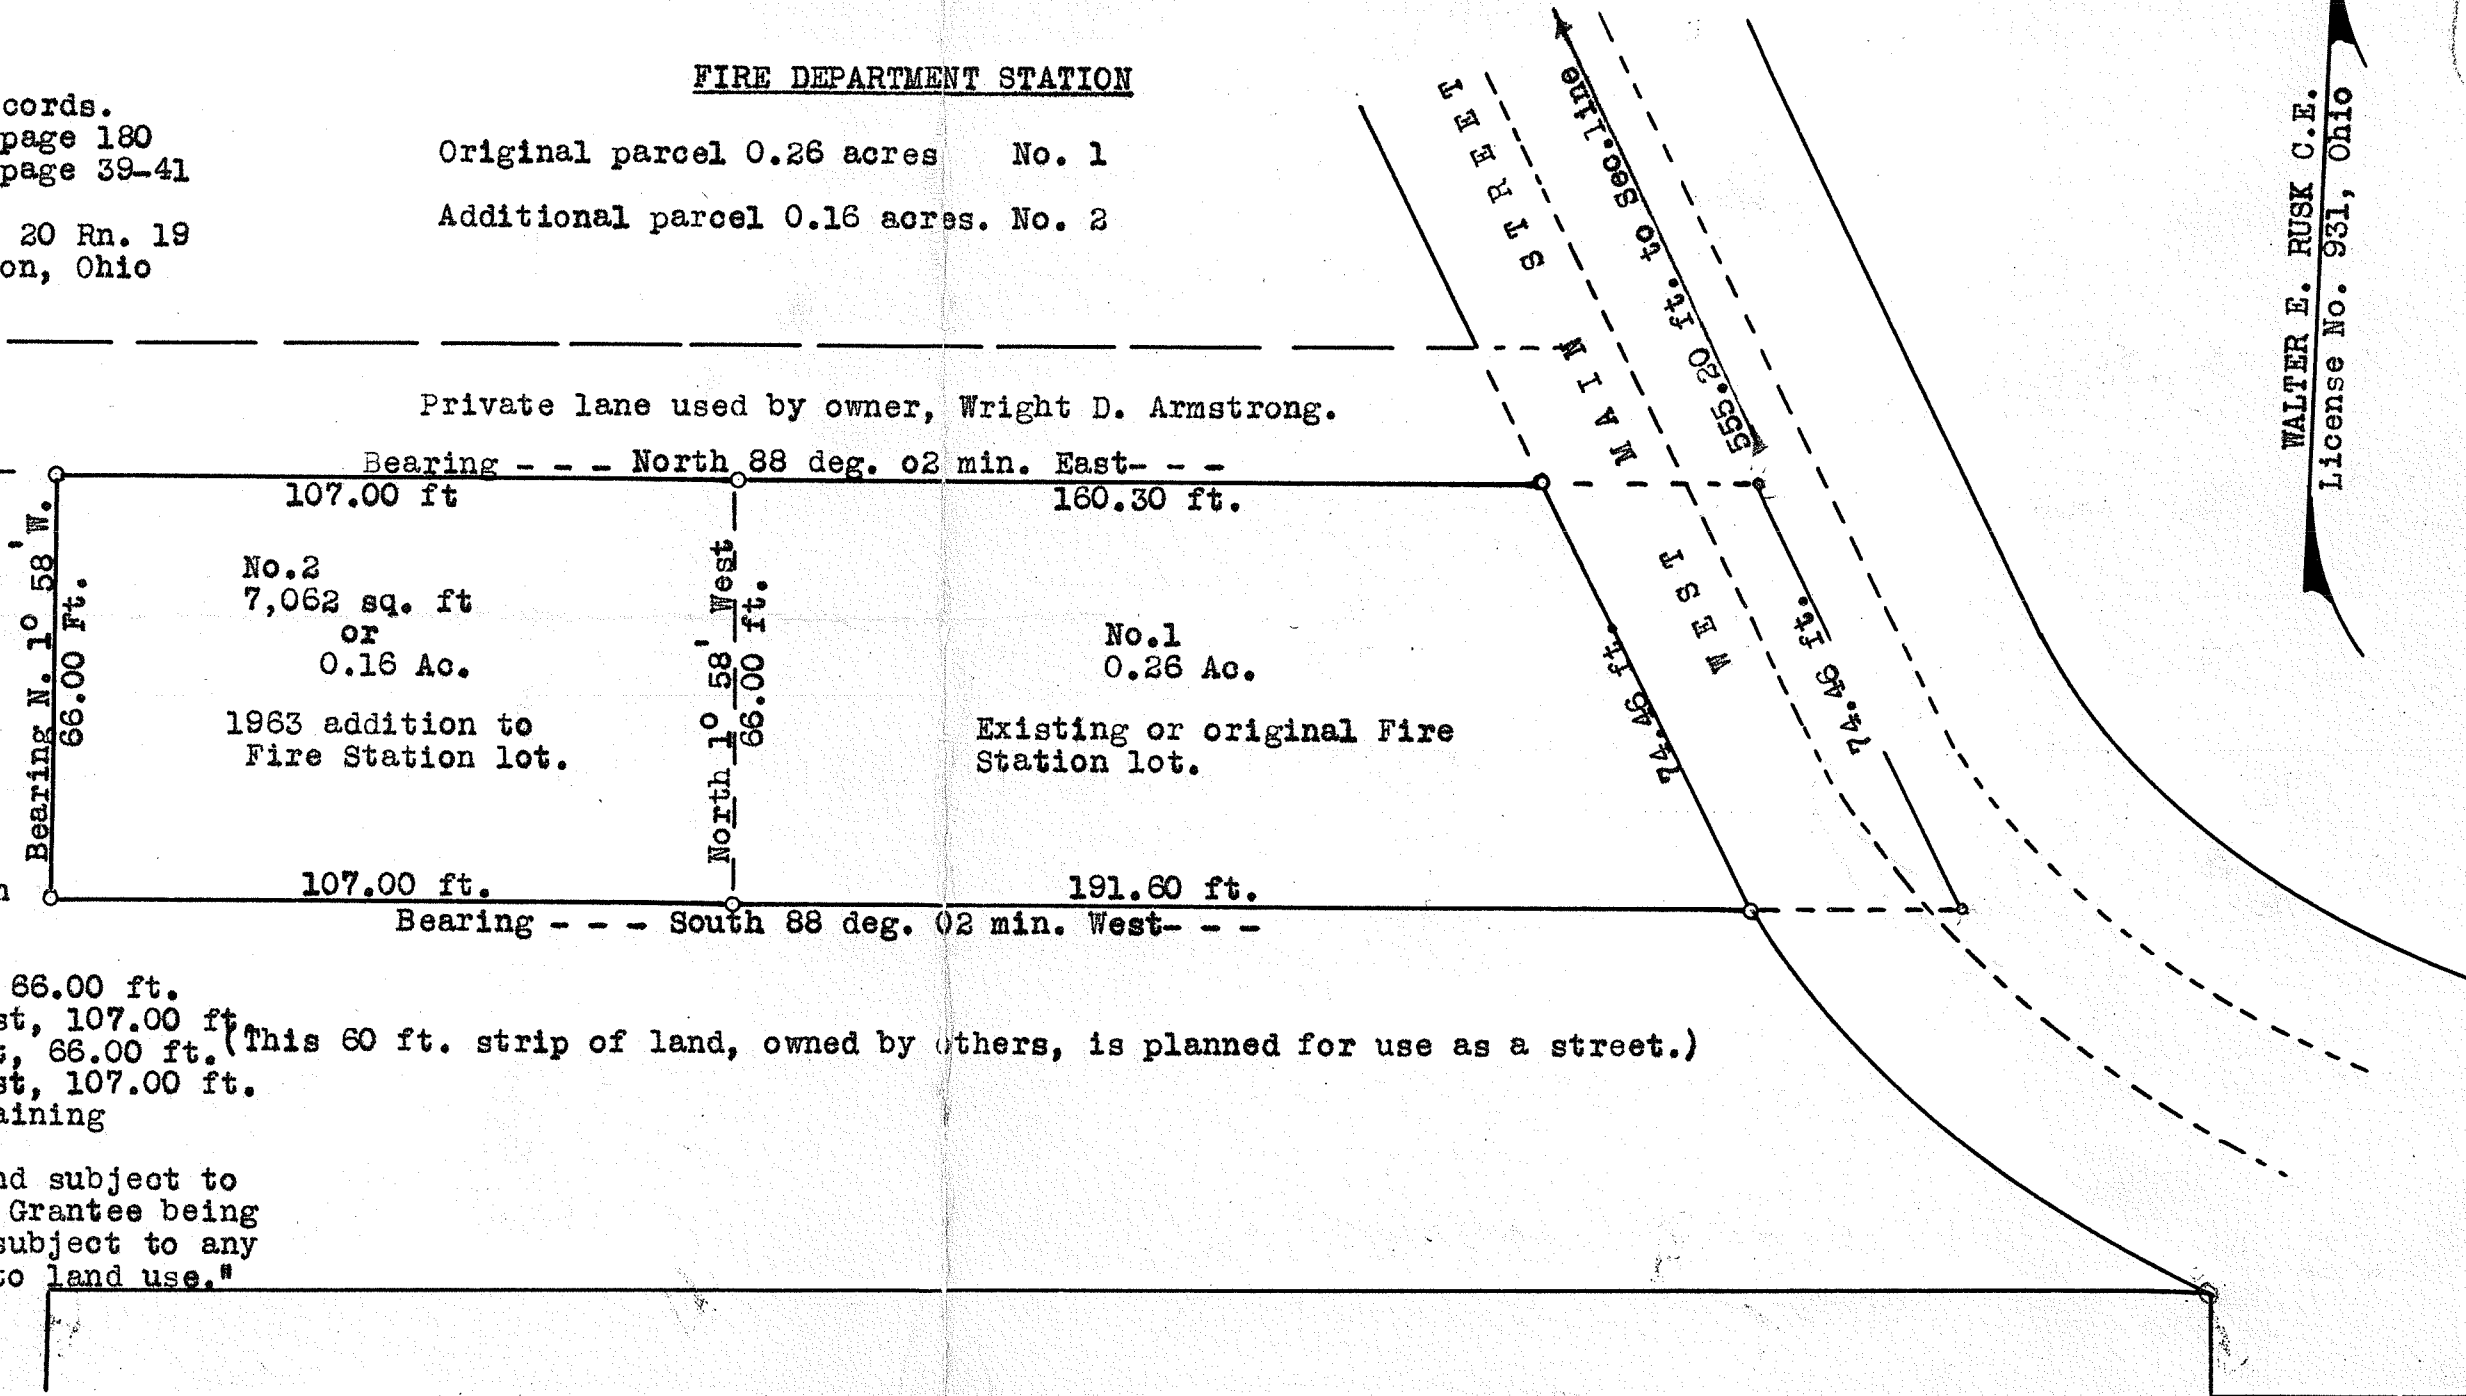 FIRE DEPARTMENT STATION
cords.
page 180
page 39-41
20 Rn. 19
on, Ohio
Original parcel 0.26 acres No. 1
Additional parcel 0.16 acres. No. 2
WEST MAIN STREET
555.20 ft. to Sec.line
WALTER E. RUSK C.E.
License No. 931, Ohio
Private lane used by owner, Wright D. Armstrong.
Bearing - - - North 88 deg. 02 min. East- - -
107.00 ft
160.30 ft.
Bearing N. 1° 58' W.
66.00 Ft.
No.2
7,062 sq. ft
or
0.16 Ac.
1963 addition to
Fire Station lot.
North 1° 58' West
66.00 ft.
No.1
0.26 Ac.
Existing or original Fire
Station lot.
74.46 ft.
74.46 ft.
107.00 ft.
191.60 ft.
Bearing - - - South 88 deg. 02 min. West- - -
66.00 ft.
st, 107.00 ft.
t, 66.00 ft.
st, 107.00 ft.
aining
(This 60 ft. strip of land, owned by others, is planned for use as a street.)
nd subject to
Grantee being
subject to any
to land use."